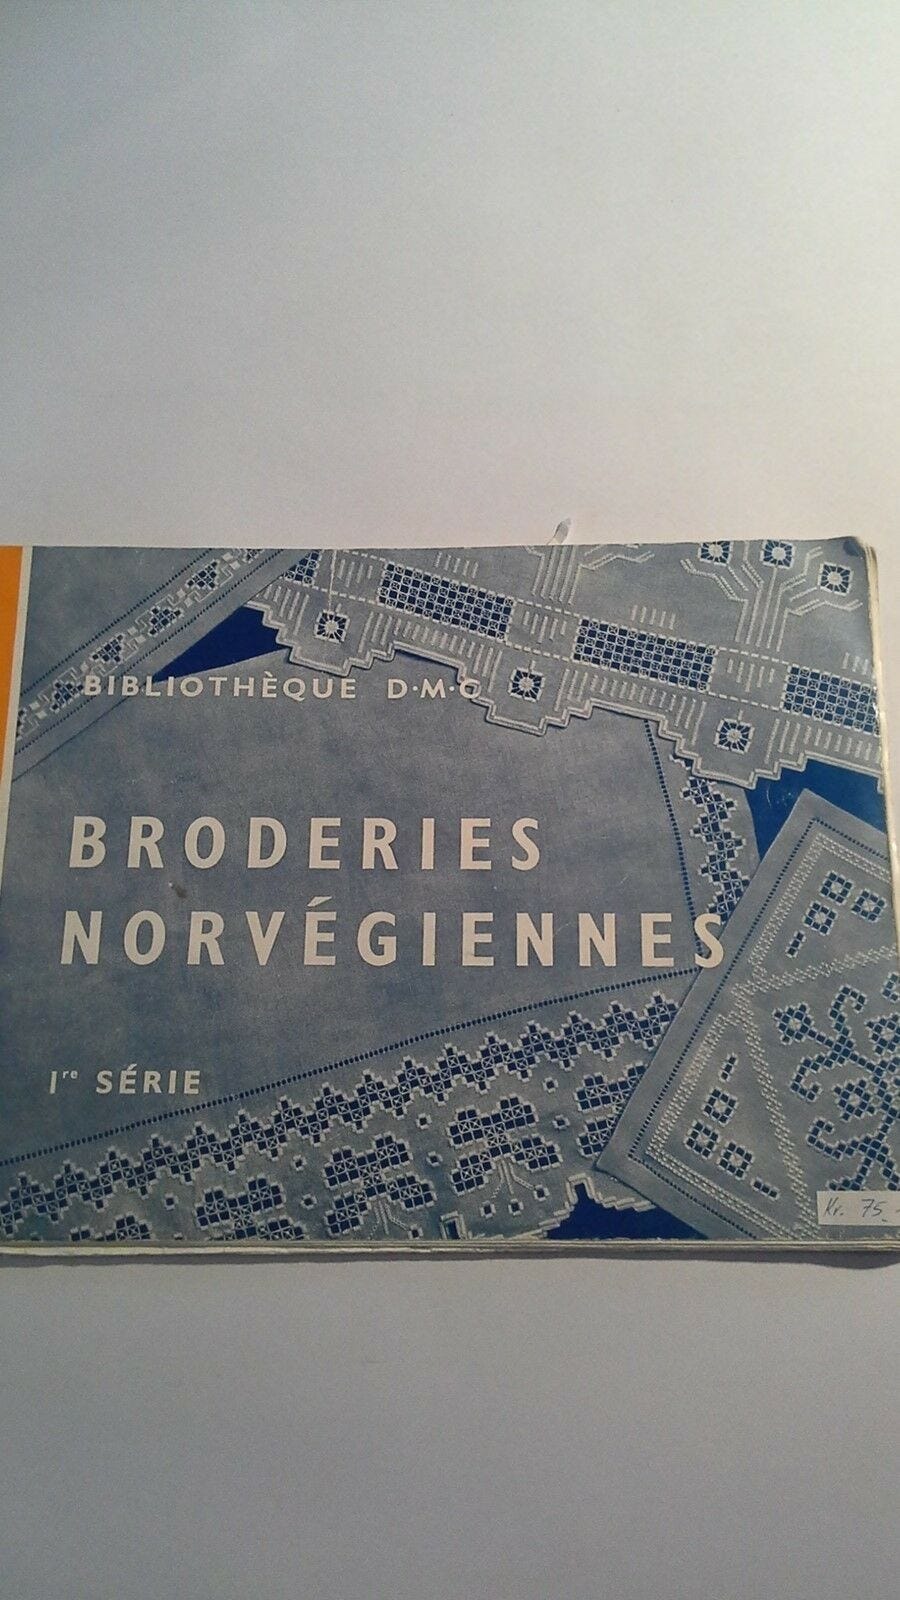 BIBLIOTHÈQUE D·M·C
BRODERIES
NORVÉGIENNES
Ire SÉRIE
Kr. 75.-